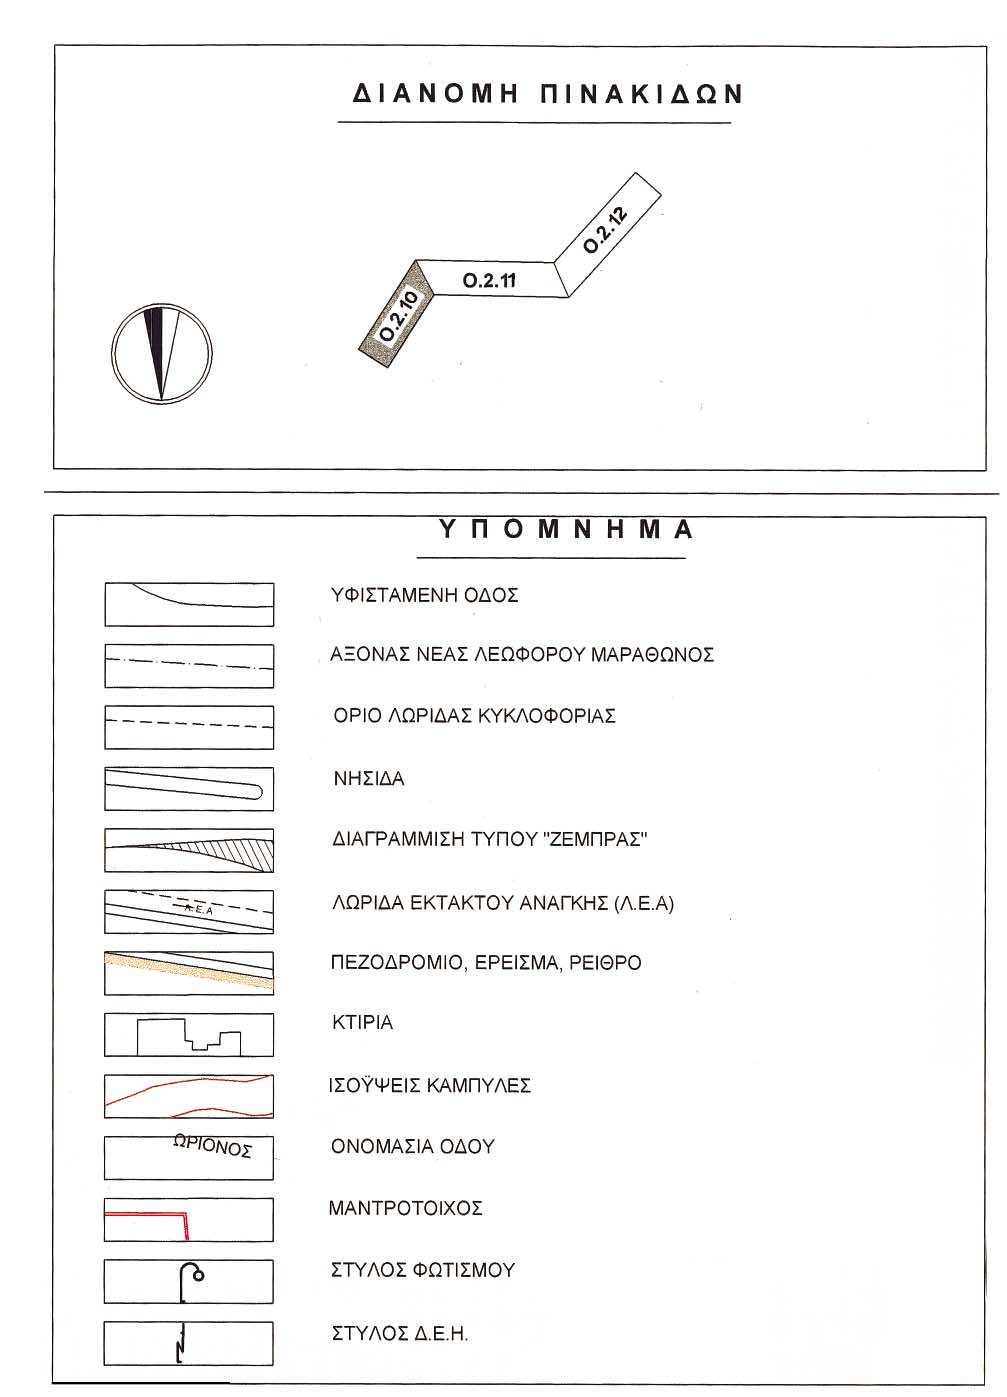 ΔΙΑΝΟΜΗ ΠΙΝΑΚΙΔΩΝ
Ο.2.12
Ο.2.11
Ο.2.10
ΥΠΟΜΝΗΜΑ
ΥΦΙΣΤΑΜΕΝΗ ΟΔΟΣ
ΑΞΟΝΑΣ ΝΕΑΣ ΛΕΩΦΟΡΟΥ ΜΑΡΑΘΩΝΟΣ
ΟΡΙΟ ΛΩΡΙΔΑΣ ΚΥΚΛΟΦΟΡΙΑΣ
ΝΗΣΙΔΑ
ΔΙΑΓΡΑΜΜΙΣΗ ΤΥΠΟΥ "ΖΕΜΠΡΑΣ"
Λ.Ε.Α
ΛΩΡΙΔΑ ΕΚΤΑΚΤΟΥ ΑΝΑΓΚΗΣ (Λ.Ε.Α)
ΠΕΖΟΔΡΟΜΙΟ, ΕΡΕΙΣΜΑ, ΡΕΙΘΡΟ
ΚΤΙΡΙΑ
ΙΣΟΫΨΕΙΣ ΚΑΜΠΥΛΕΣ
ΩΡΙΟΝΟΣ
ΟΝΟΜΑΣΙΑ ΟΔΟΥ
ΜΑΝΤΡΟΤΟΙΧΟΣ
ΣΤΥΛΟΣ ΦΩΤΙΣΜΟΥ
ΣΤΥΛΟΣ Δ.Ε.Η.